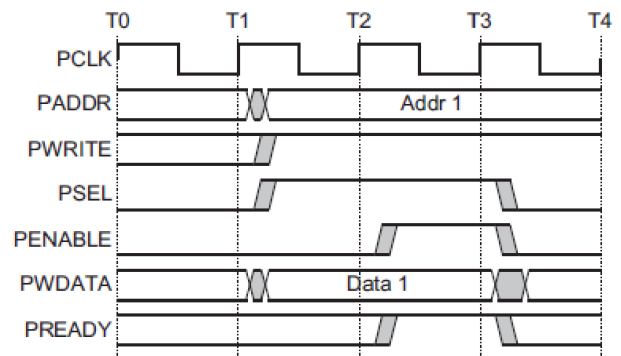 T0 T1 T2 T3 T4
PCLK
PADDR Addr 1
PWRITE
PSEL
PENABLE
PWDATA Data 1
PREADY